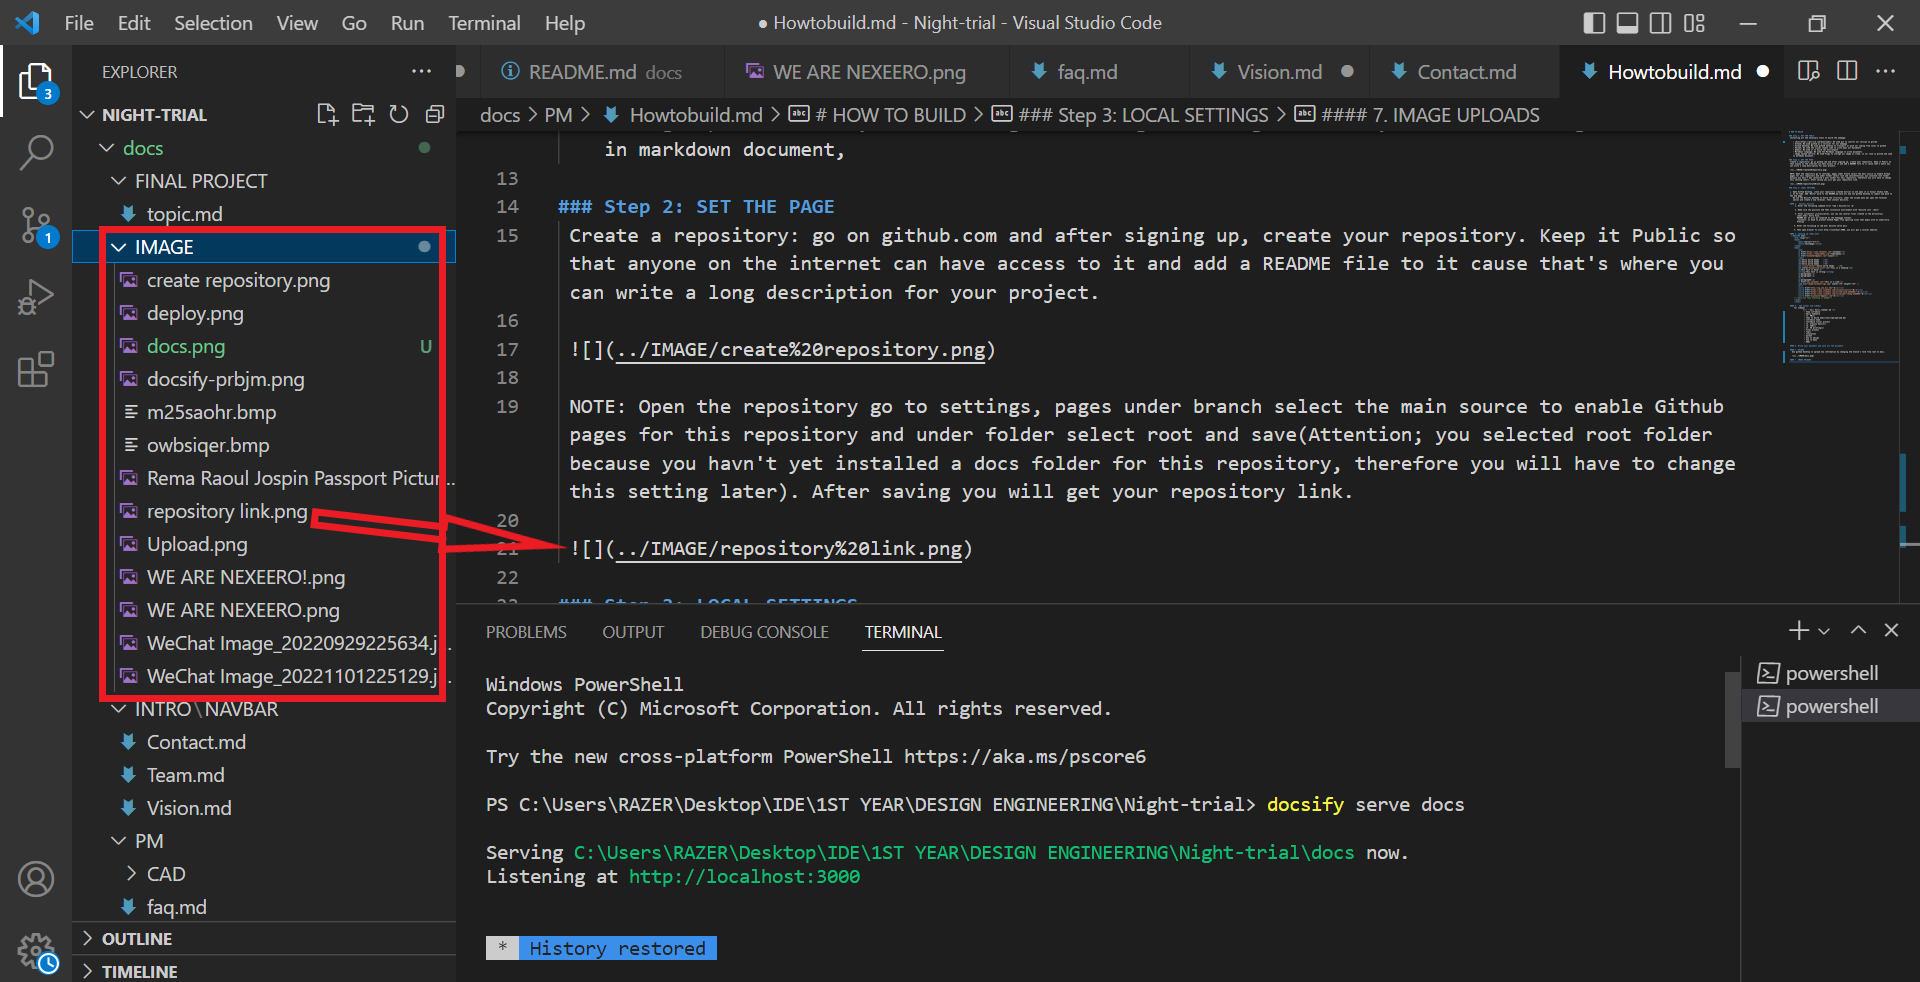 File Edit Selection View Go Run Terminal Help
● Howtobuild.md - Night-trial - Visual Studio Code
EXPLORER
README.md docs
WE ARE NEXEERO.png
faq.md
Vision.md
Contact.md
Howtobuild.md
3
1
NIGHT-TRIAL
docs
FINAL PROJECT
topic.md
IMAGE
create repository.png
deploy.png
docs.png U
docsify-prbjm.png
m25saohr.bmp
owbsiqer.bmp
Rema Raoul Jospin Passport Pictur...
repository link.png
Upload.png
WE ARE NEXEERO!.png
WE ARE NEXEERO.png
WeChat Image_20220929225634.j...
WeChat Image_20221101225129.j...
INTRO\NAVBAR
Contact.md
Team.md
Vision.md
PM
CAD
faq.md
OUTLINE
TIMELINE
docs > PM > Howtobuild.md > # HOW TO BUILD > ### Step 3: LOCAL SETTINGS > #### 7. IMAGE UPLOADS
in markdown document,
13
14 ### Step 2: SET THE PAGE
15 Create a repository: go on github.com and after signing up, create your repository. Keep it Public so
that anyone on the internet can have access to it and add a README file to it cause that's where you
can write a long description for your project.
16
17 ![](../IMAGE/create%20repository.png)
18
19 NOTE: Open the repository go to settings, pages under branch select the main source to enable Github
pages for this repository and under folder select root and save(Attention; you selected root folder
because you havn't yet installed a docs folder for this repository, therefore you will have to change
this setting later). After saving you will get your repository link.
20
21 ![](../IMAGE/repository%20link.png)
22
PROBLEMS OUTPUT DEBUG CONSOLE TERMINAL
Windows PowerShell
Copyright (C) Microsoft Corporation. All rights reserved.
Try the new cross-platform PowerShell https://aka.ms/pscore6
PS C:\Users\RAZER\Desktop\IDE\1ST YEAR\DESIGN ENGINEERING\Night-trial> docsify serve docs
Serving C:\Users\RAZER\Desktop\IDE\1ST YEAR\DESIGN ENGINEERING\Night-trial\docs now.
Listening at http://localhost:3000
* History restored
powershell
powershell